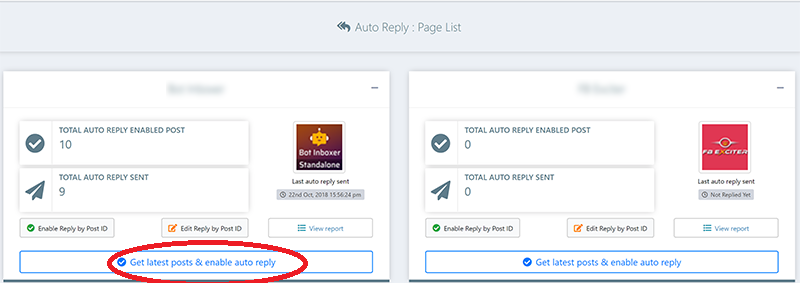 Auto Reply : Page List
Bot Inboxer
TOTAL AUTO REPLY ENABLED POST
10
TOTAL AUTO REPLY SENT
9
Bot Inboxer
Standalone
Last auto reply sent
22nd Oct, 2018 15:56:24 pm
Enable Reply by Post ID
Edit Reply by Post ID
View report
Get latest posts & enable auto reply
TOTAL AUTO REPLY ENABLED POST
0
TOTAL AUTO REPLY SENT
0
FB EXCITER
Last auto reply sent
Not Replied Yet
Enable Reply by Post ID
Edit Reply by Post ID
View report
Get latest posts & enable auto reply